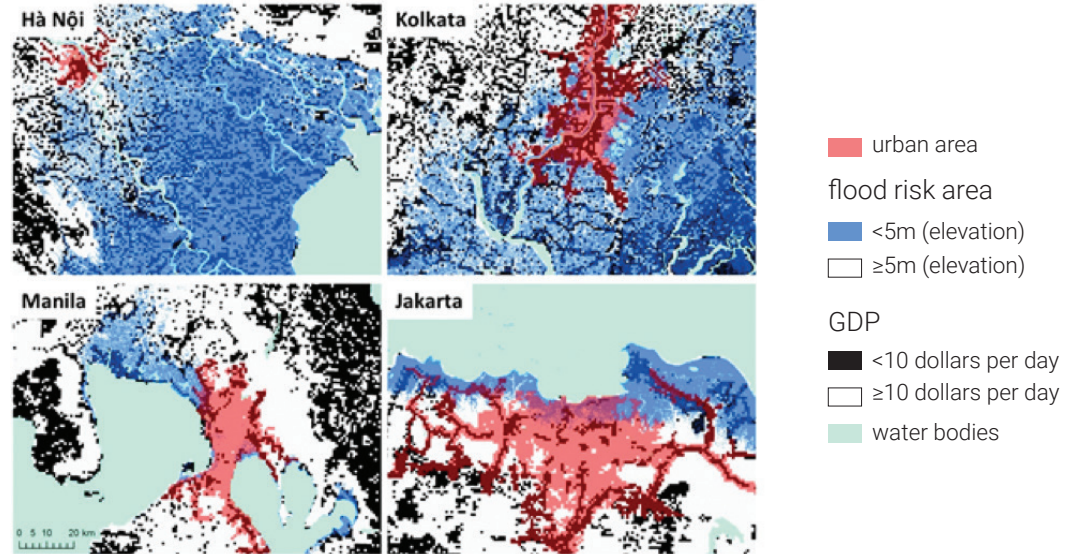 Hà Nội
Kolkata
Manila
Jakarta
0 5 10 20 km
urban area
flood risk area
<5m (elevation)
≥5m (elevation)
GDP
<10 dollars per day
≥10 dollars per day
water bodies